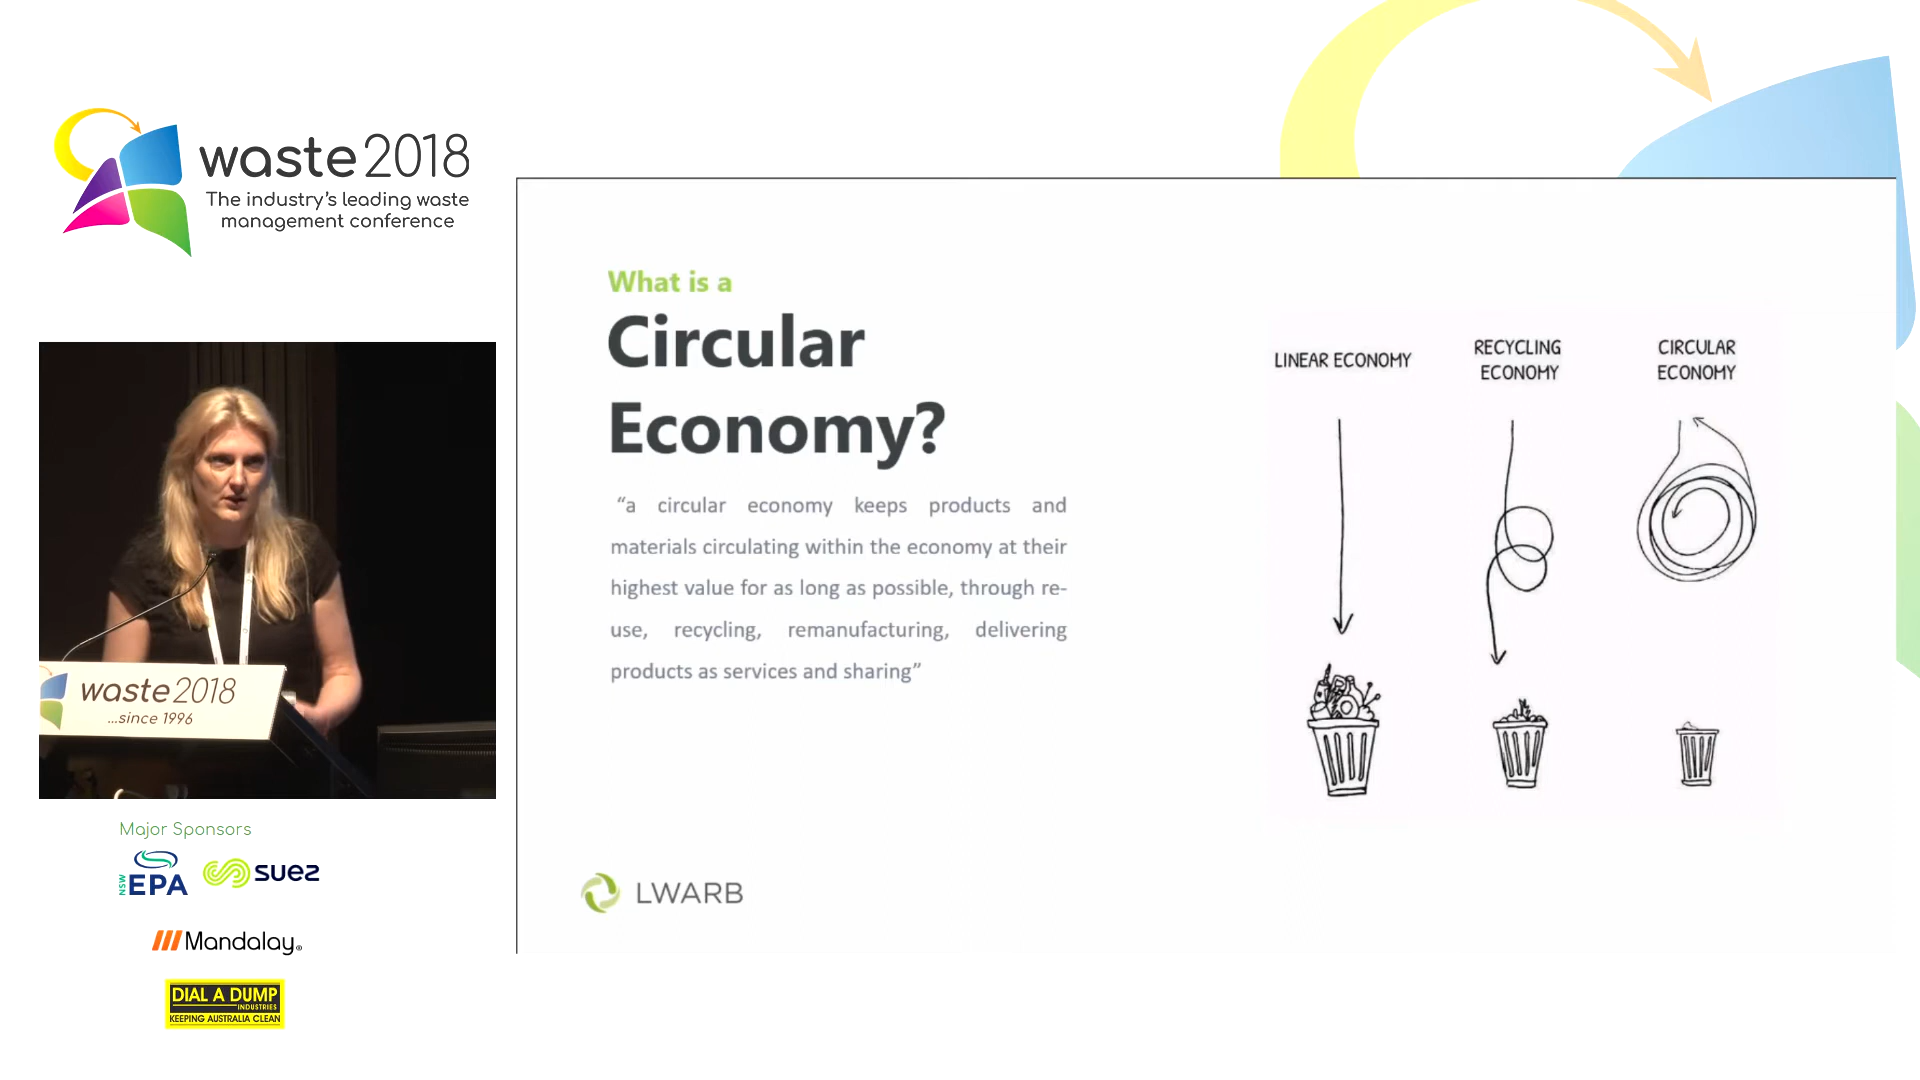 waste2018
The industry's leading waste
management conference
waste2018
...since 1996
Major Sponsors
NSW EPA
suez
Mandalay®
DIAL A DUMP
INDUSTRIES
KEEPING AUSTRALIA CLEAN
What is a
Circular
Economy?
“a circular economy keeps products and
materials circulating within the economy at their
highest value for as long as possible, through re-
use, recycling, remanufacturing, delivering
products as services and sharing”
LINEAR ECONOMY
RECYCLING
ECONOMY
CIRCULAR
ECONOMY
LWARB